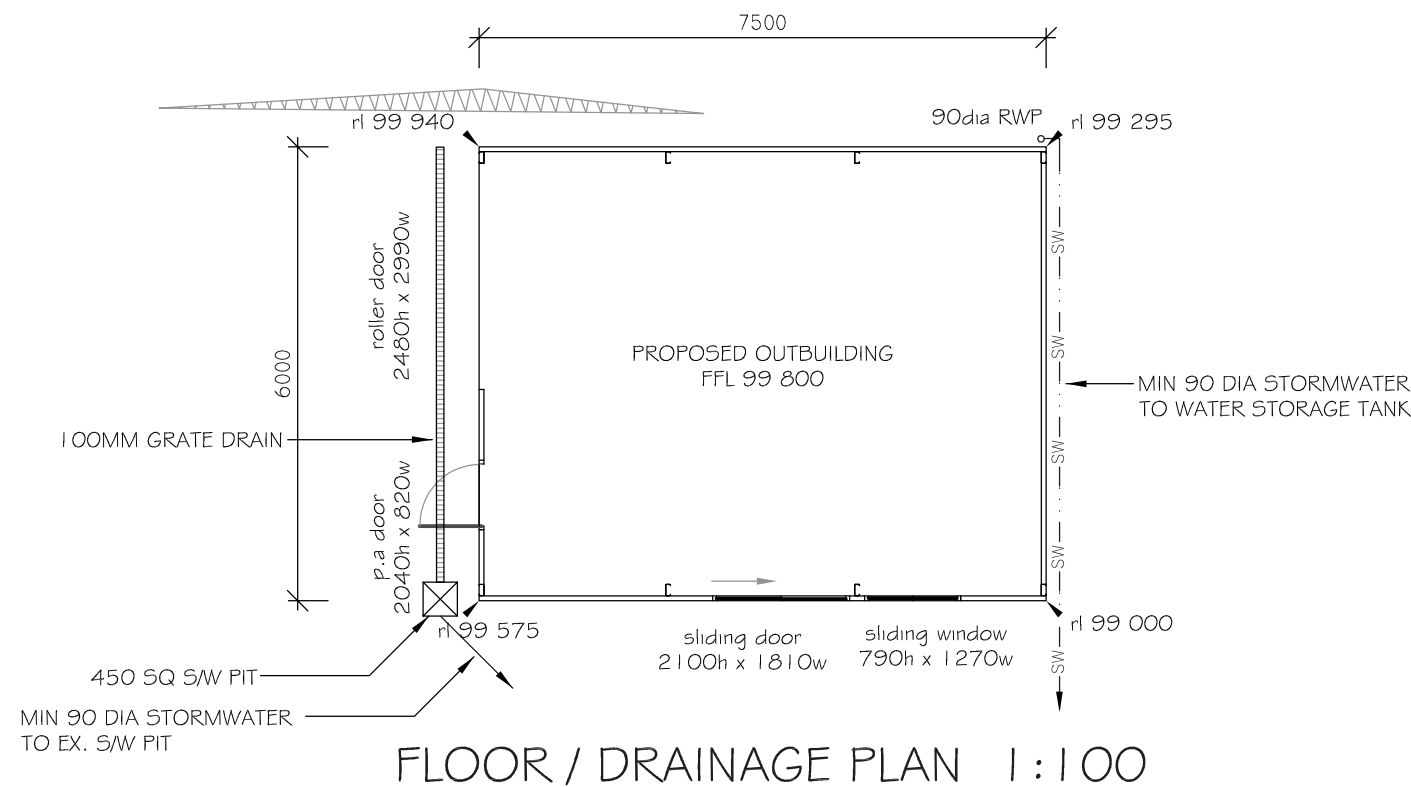 7500
rl 99 940
90dia RWP
rl 99 295
6000
roller door
2480h x 2990w
SW
SW
SW
SW
SW
PROPOSED OUTBUILDING
FFL 99 800
MIN 90 DIA STORMWATER
TO WATER STORAGE TANK
100MM GRATE DRAIN
p.a door
2040h x 820w
rl 99 575
sliding door
2100h x 1810w
sliding window
790h x 1270w
rl 99 000
450 SQ S/W PIT
MIN 90 DIA STORMWATER
TO EX. S/W PIT
FLOOR / DRAINAGE PLAN 1:100